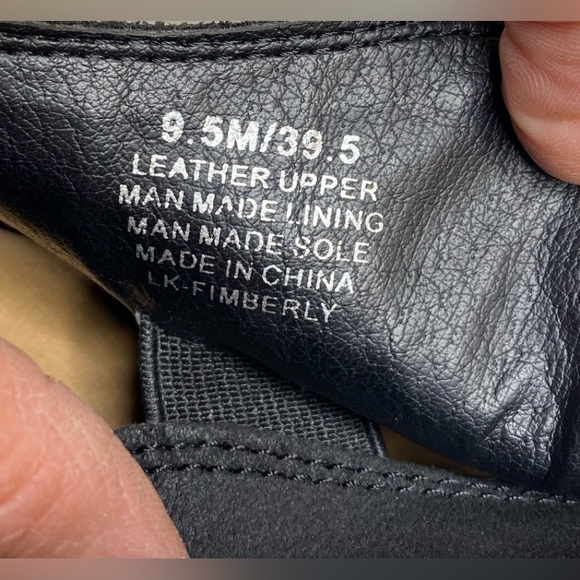 9.5M/39.5
LEATHER UPPER
MAN MADE LINING
MAN MADE SOLE
MADE IN CHINA
LK-FIMBERLY